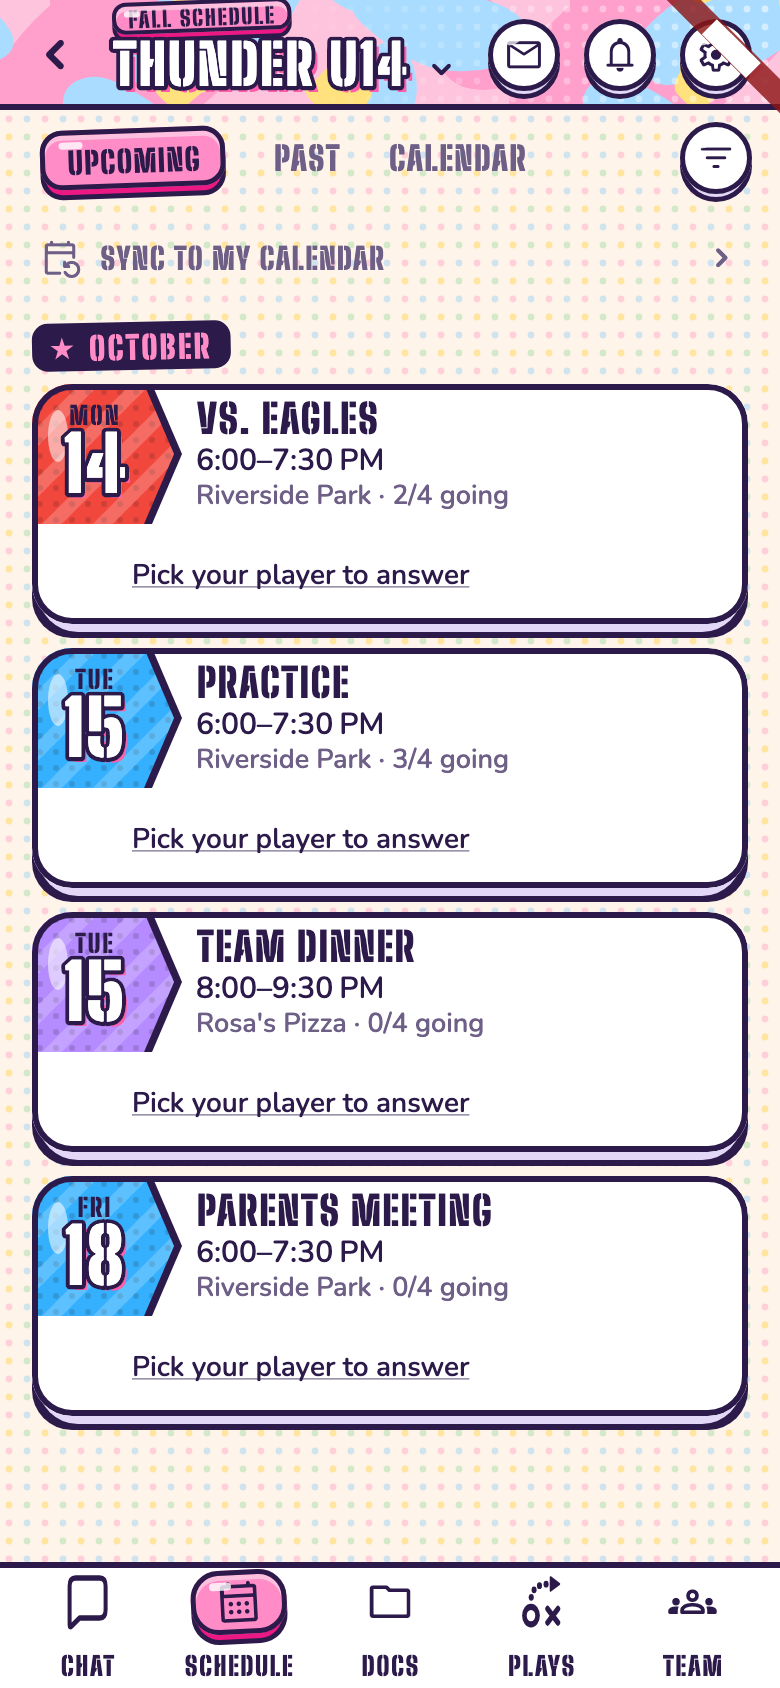 FALL SCHEDULE
THUNDER U14
UPCOMING
PAST
CALENDAR
SYNC TO MY CALENDAR
★ OCTOBER
MON
14
VS. EAGLES
6:00–7:30 PM
Riverside Park · 2/4 going
Pick your player to answer
TUE
15
PRACTICE
6:00–7:30 PM
Riverside Park · 3/4 going
Pick your player to answer
TUE
15
TEAM DINNER
8:00–9:30 PM
Rosa's Pizza · 0/4 going
Pick your player to answer
FRI
18
PARENTS MEETING
6:00–7:30 PM
Riverside Park · 0/4 going
Pick your player to answer
CHAT
SCHEDULE
DOCS
PLAYS
TEAM